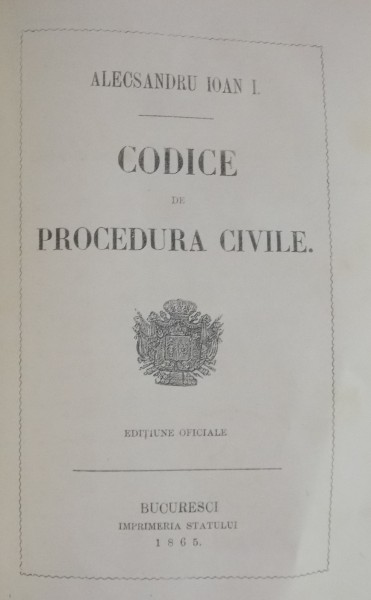 ALECSANDRU IOAN I.
CODICE
DE
PROCEDURA CIVILE.
EDIȚIUNE OFICIALE
BUCURESCI
IMPRIMERIA STATULUI
1865.